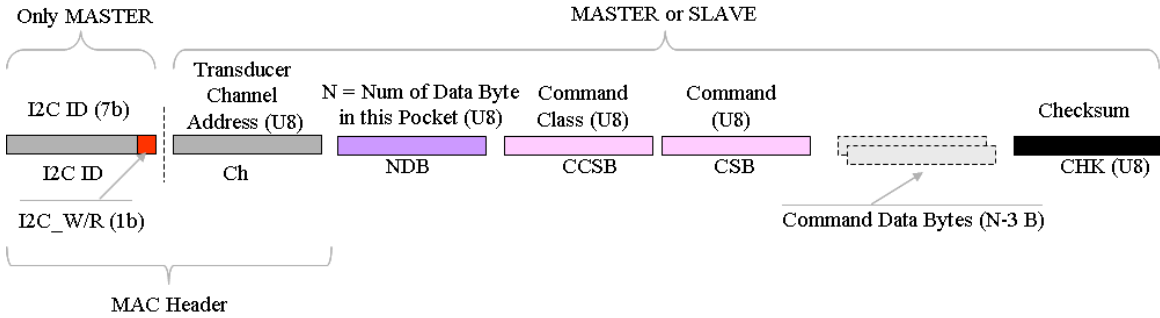 Only MASTER
MASTER or SLAVE
I2C ID (7b)
Transducer
Channel
Address (U8)
N = Num of Data Byte
in this Pocket (U8)
Command
Class (U8)
Command
(U8)
Checksum
I2C ID
Ch
NDB
CCSB
CSB
CHK (U8)
I2C_W/R (1b)
Command Data Bytes (N-3 B)
MAC Header